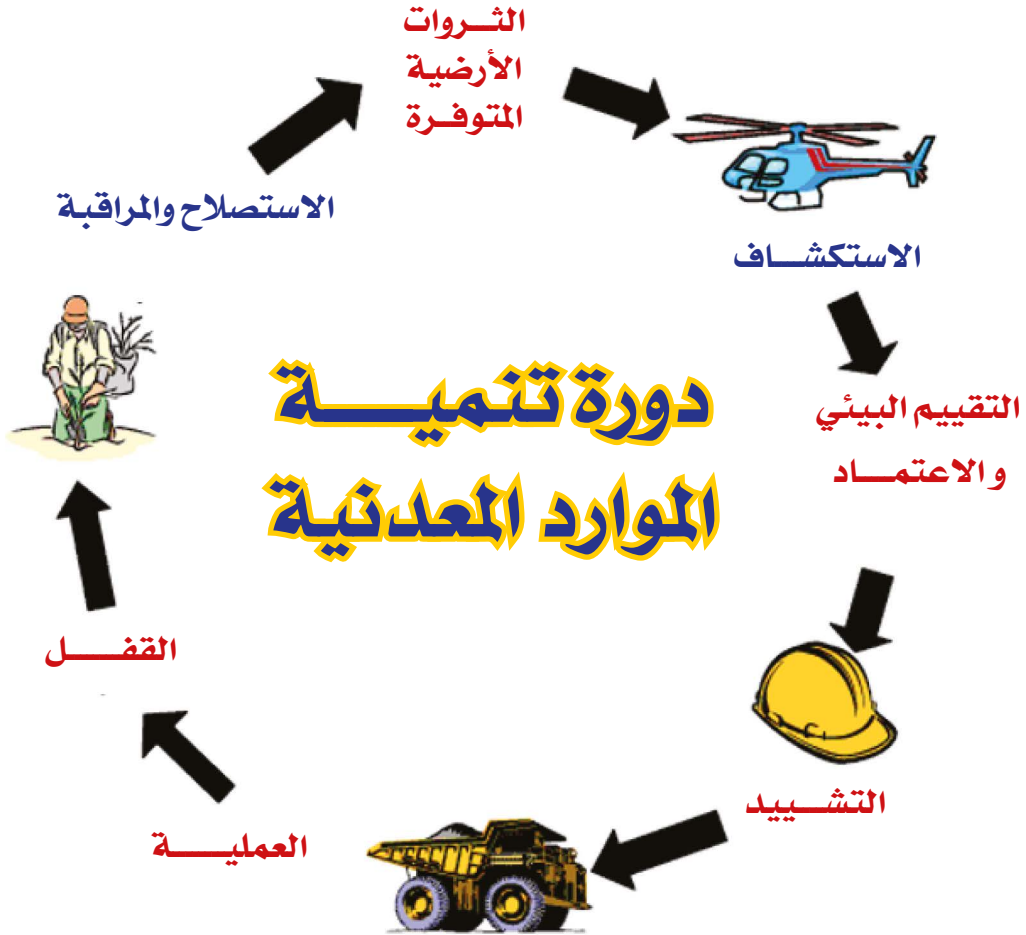 الثروات
الأرضية
المتوفرة
الاستكشاف
التقييم البيئي
والاعتماد
التشييد
العملية
القفل
الاستصلاح والمراقبة
دورة تنمية
الموارد المعدنية